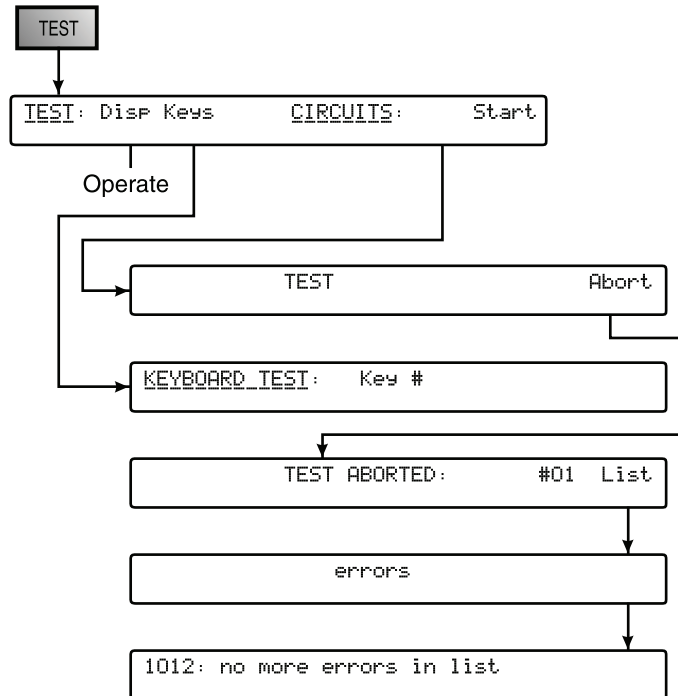 TEST
TEST: Disp Keys CIRCUITS: Start
Operate
TEST Abort
KEYBOARD TEST: Key #
TEST ABORTED: #01 List
errors
1012: no more errors in list